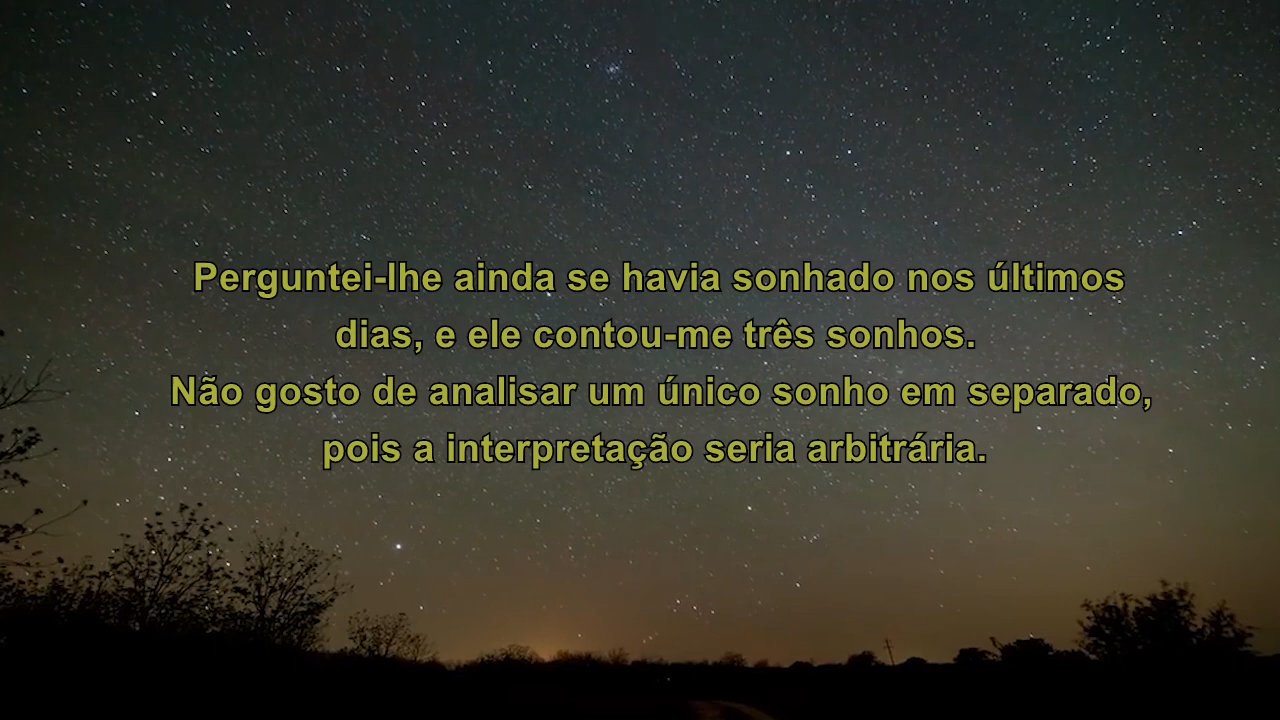 Perguntei-lhe ainda se havia sonhado nos últimos
dias, e ele contou-me três sonhos.
Não gosto de analisar um único sonho em separado,
pois a interpretação seria arbitrária.